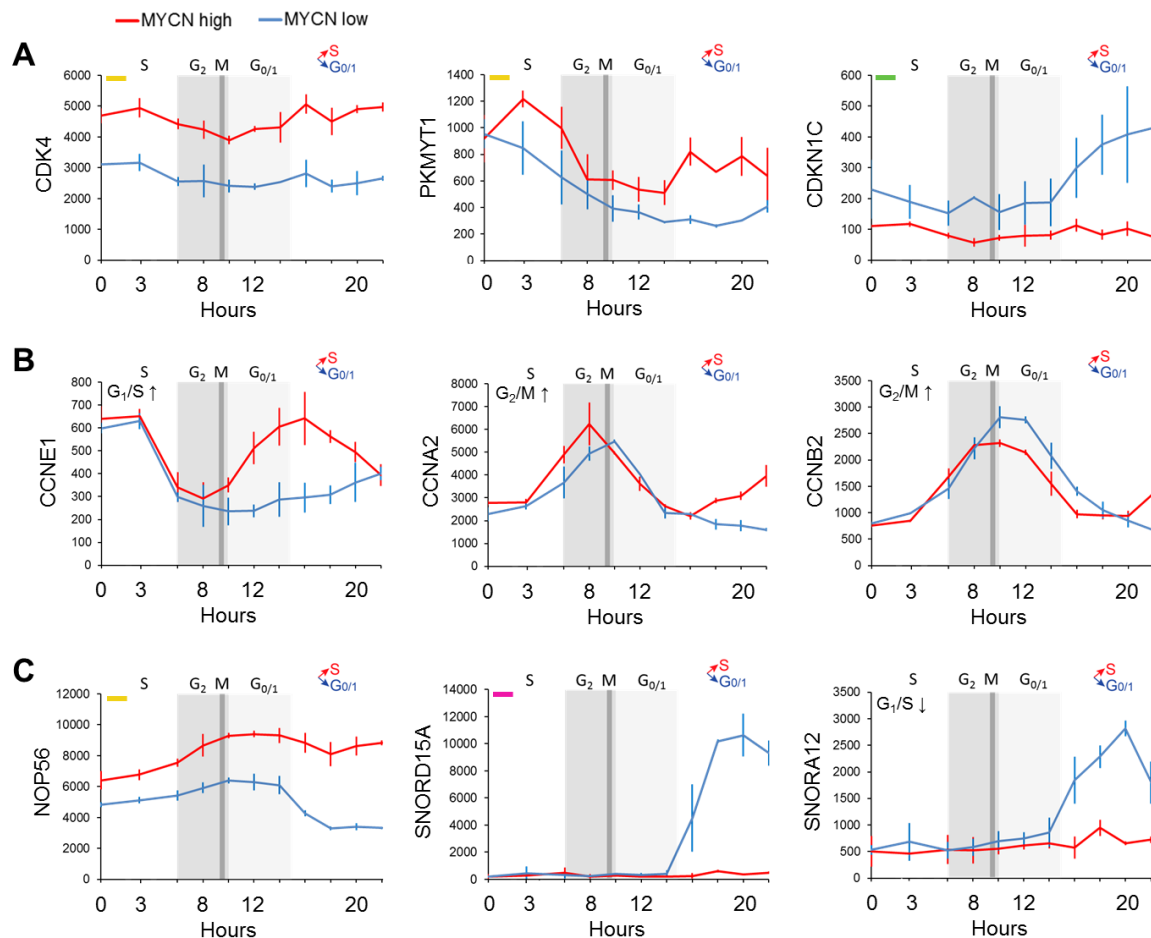 MYCN high MYCN low
A
S G2 M G0/1 S G0/1
CDK4
6000
5000
4000
3000
2000
1000
0
0 3 8 12 20
Hours
S G2 M G0/1 S G0/1
PKMYT1
1400
1200
1000
800
600
400
200
0
0 3 8 12 20
Hours
S G2 M G0/1 S G0/1
CDKN1C
600
500
400
300
200
100
0
0 3 8 12 20
Hours
B
S G2 M G0/1 S G0/1
G1/S ↑
CCNE1
800
700
600
500
400
300
200
100
0
0 3 8 12 20
Hours
S G2 M G0/1 S G0/1
G2/M ↑
CCNA2
8000
7000
6000
5000
4000
3000
2000
1000
0
0 3 8 12 20
Hours
S G2 M G0/1 S G0/1
G2/M ↑
CCNB2
3500
3000
2500
2000
1500
1000
500
0
0 3 8 12 20
Hours
C
S G2 M G0/1 S G0/1
NOP56
12000
10000
8000
6000
4000
2000
0
0 3 8 12 20
Hours
S G2 M G0/1 S G0/1
SNORD15A
14000
12000
10000
8000
6000
4000
2000
0
0 3 8 12 20
Hours
S G2 M G0/1 S G0/1
G1/S ↓
SNORA12
3500
3000
2500
2000
1500
1000
500
0
0 3 8 12 20
Hours